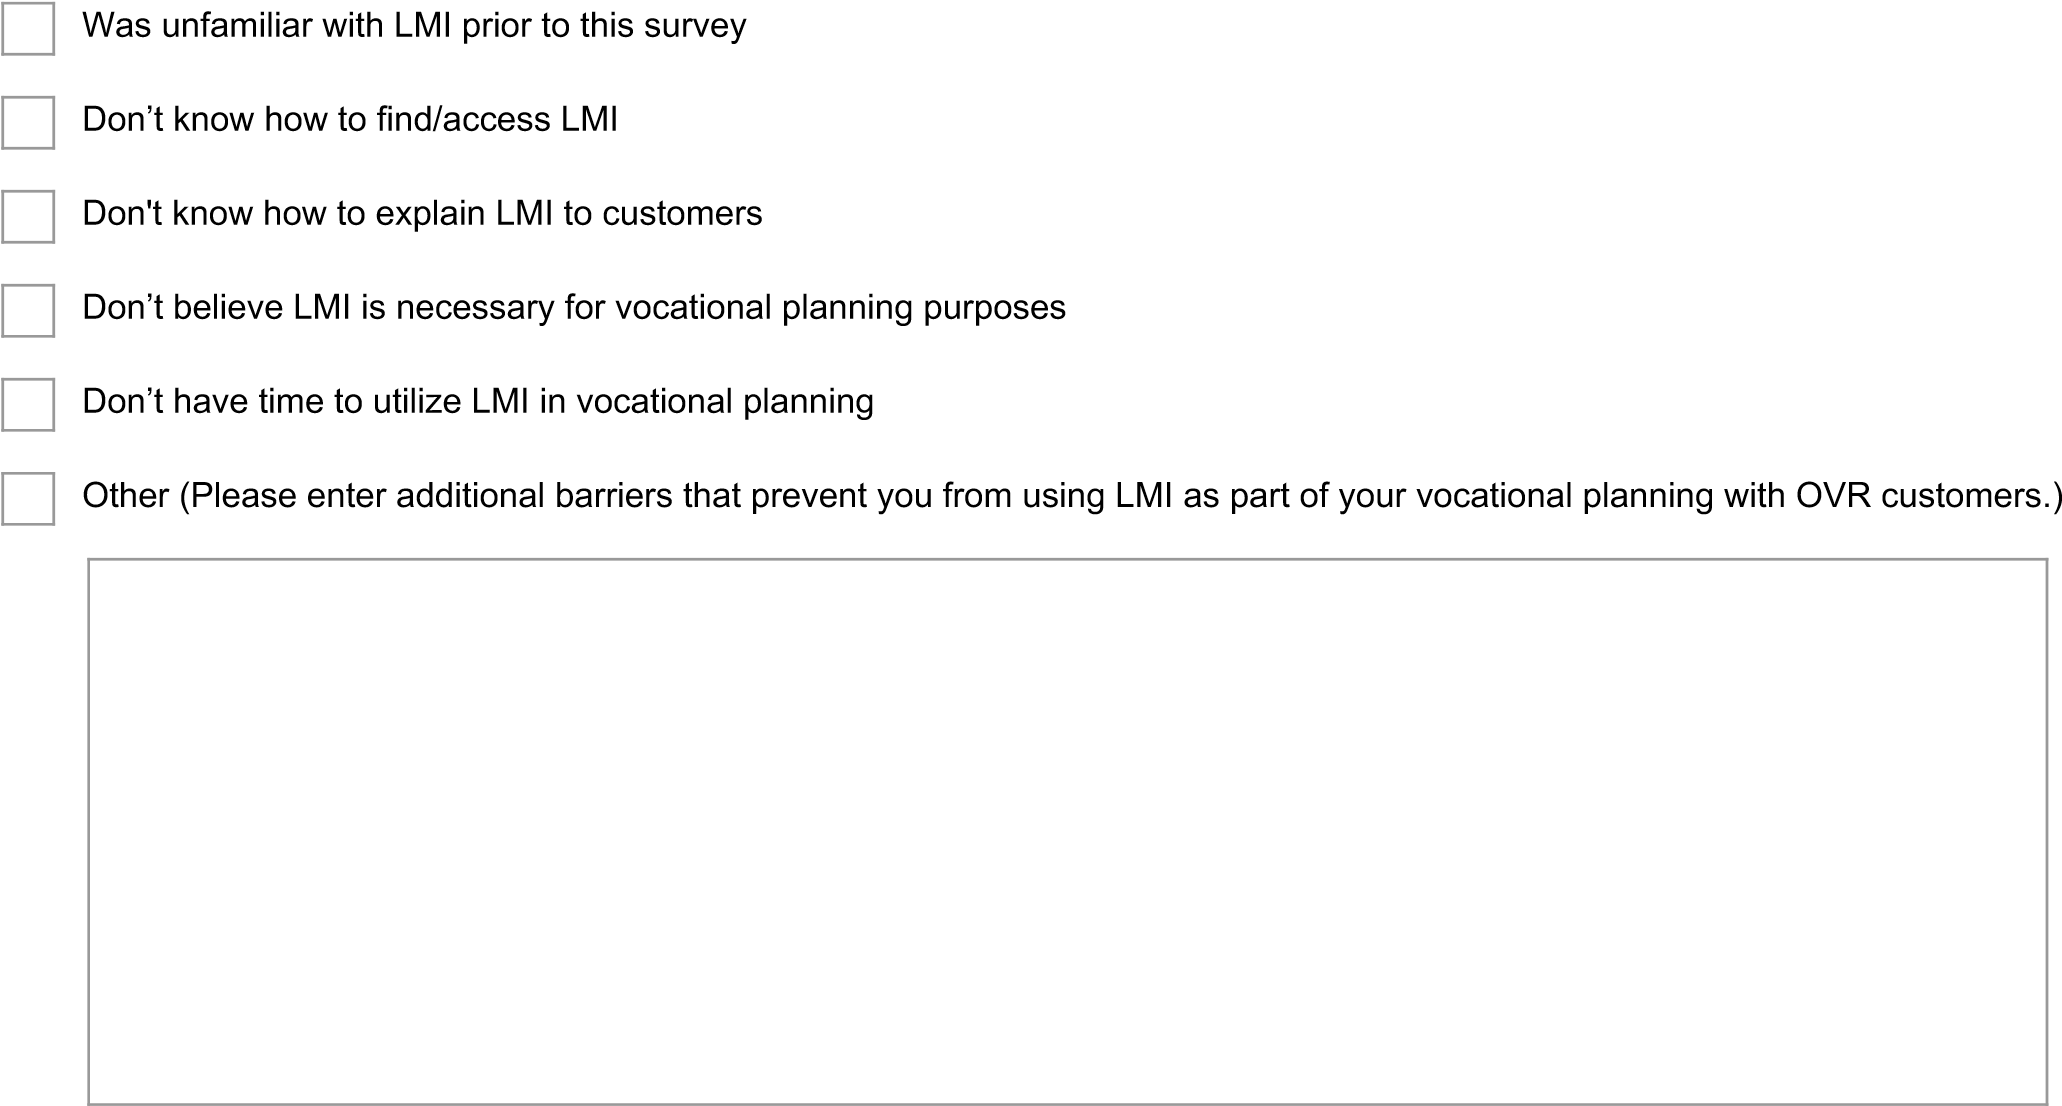 Was unfamiliar with LMI prior to this survey
Don’t know how to find/access LMI
Don't know how to explain LMI to customers
Don’t believe LMI is necessary for vocational planning purposes
Don’t have time to utilize LMI in vocational planning
Other (Please enter additional barriers that prevent you from using LMI as part of your vocational planning with OVR customers.)